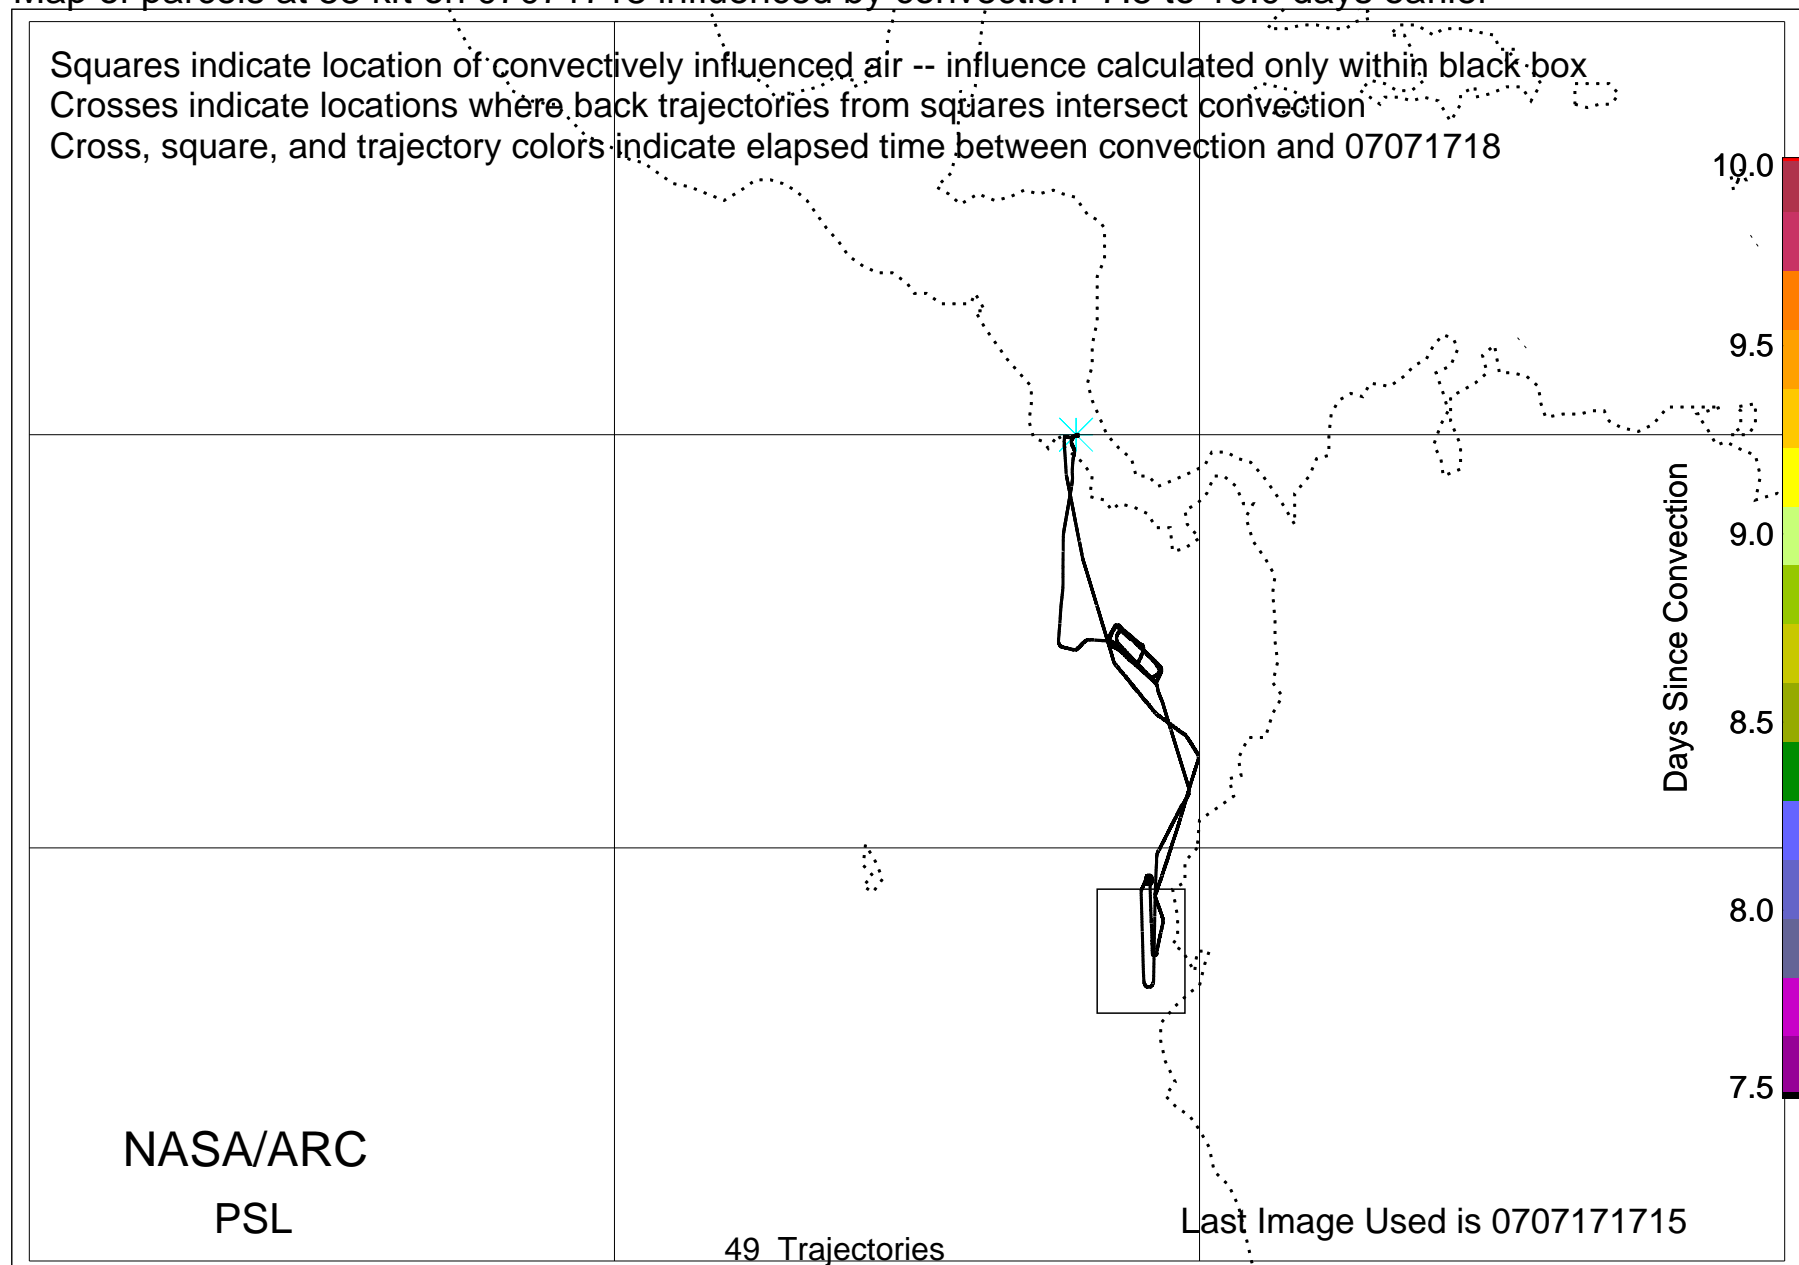 Squares indicate location of convectively influenced air -- influence calculated only within black box
Crosses indicate locations where back trajectories from squares intersect convection
Cross, square, and trajectory colors indicate elapsed time between convection and 07071718
10.0
9.5
9.0
8.5
8.0
7.5
Days Since Convection
NASA/ARC
PSL
Last Image Used is 0707171715
49 Trajectories